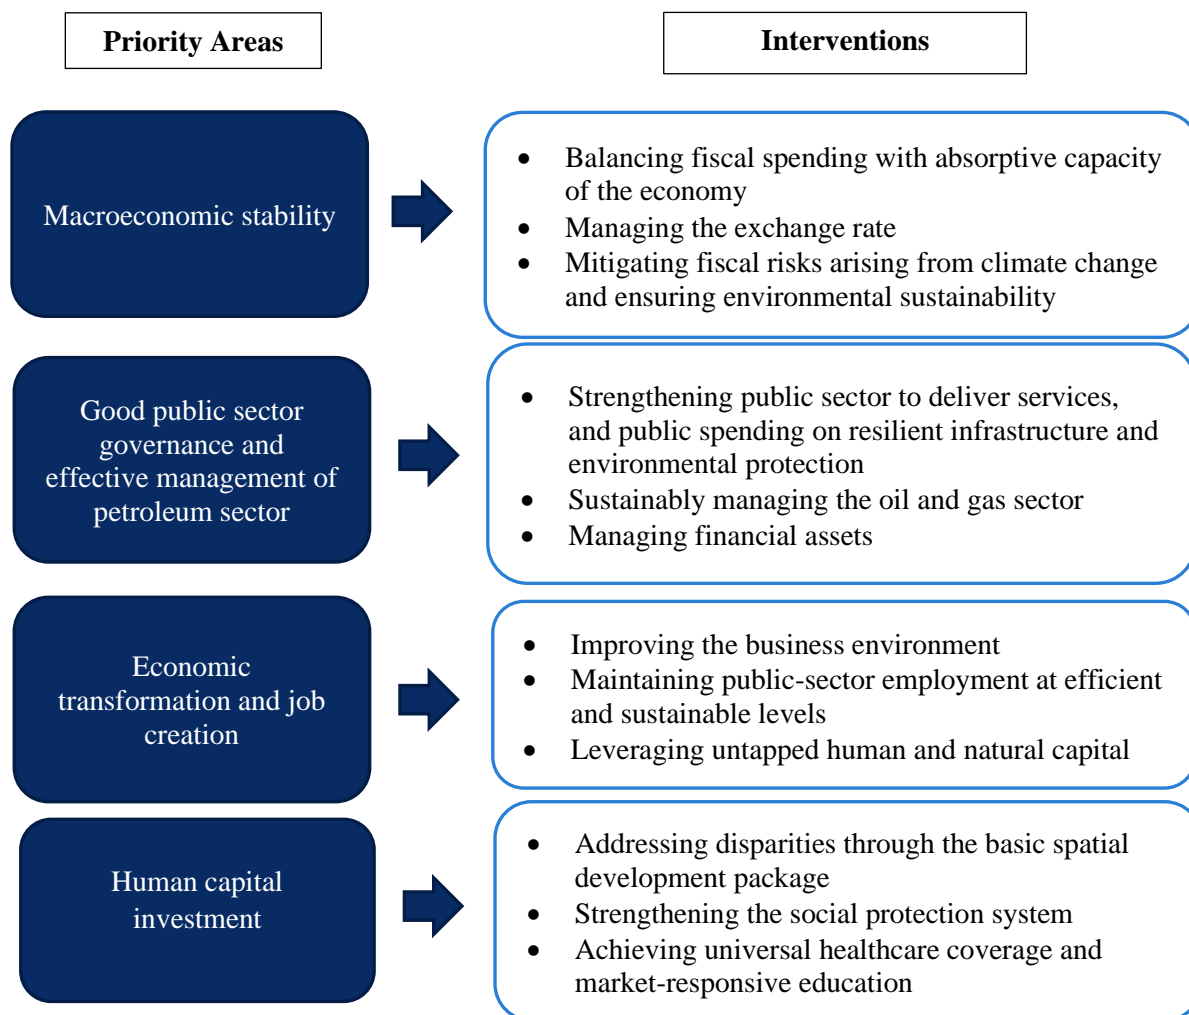 Priority Areas
Interventions
Macroeconomic stability
• Balancing fiscal spending with absorptive capacity
of the economy
• Managing the exchange rate
• Mitigating fiscal risks arising from climate change
and ensuring environmental sustainability
Good public sector
governance and
effective management of
petroleum sector
• Strengthening public sector to deliver services,
and public spending on resilient infrastructure and
environmental protection
• Sustainably managing the oil and gas sector
• Managing financial assets
Economic
transformation and job
creation
• Improving the business environment
• Maintaining public-sector employment at efficient
and sustainable levels
• Leveraging untapped human and natural capital
Human capital
investment
• Addressing disparities through the basic spatial
development package
• Strengthening the social protection system
• Achieving universal healthcare coverage and
market-responsive education